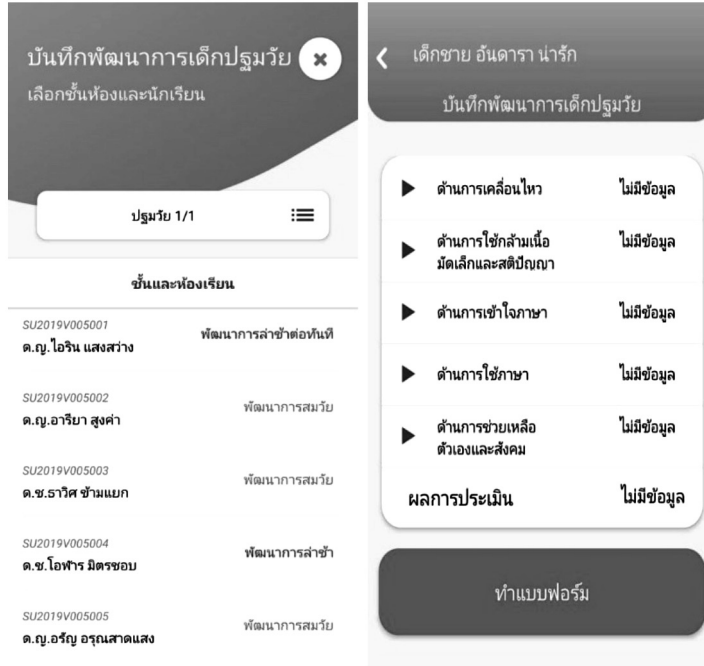 บันทึกพัฒนาการเด็กปฐมวัย
เลือกชั้นห้องและนักเรียน
ปฐมวัย 1/1
ชั้นและห้องเรียน
SU2019V005001
ด.ญ.ไอริน แสงสว่าง
พัฒนาการล่าช้าต่อทันที
SU2019V005002
ด.ญ.อารียา สูงค่า
พัฒนาการสมวัย
SU2019V005003
ด.ช.ธาวิศ ข้ามแยก
พัฒนาการสมวัย
SU2019V005004
ด.ช.โอฬาร มิตรชอบ
พัฒนาการล่าช้า
SU2019V005005
ด.ญ.อรัญ อรุณสาดแสง
พัฒนาการสมวัย
เด็กชาย อันดารา น่ารัก
บันทึกพัฒนาการเด็กปฐมวัย
ด้านการเคลื่อนไหว ไม่มีข้อมูล
ด้านการใช้กล้ามเนื้อ ไม่มีข้อมูล
มัดเล็กและสติปัญญา
ด้านการเข้าใจภาษา ไม่มีข้อมูล
ด้านการใช้ภาษา ไม่มีข้อมูล
ด้านการช่วยเหลือ ไม่มีข้อมูล
ตัวเองและสังคม
ผลการประเมิน ไม่มีข้อมูล
ทำแบบฟอร์ม